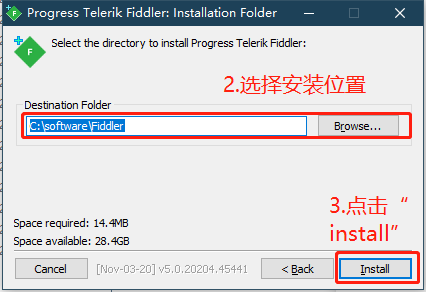 Progress Telerik Fiddler: Installation Folder
Select the directory to install Progress Telerik Fiddler:
2.选择安装位置
Destination Folder
C:\software\Fiddler
Browse...
3.点击“
install”
Space required: 14.4MB
Space available: 28.4GB
Cancel
[Nov-03-20] v5.0.20204.45441
< Back
Install